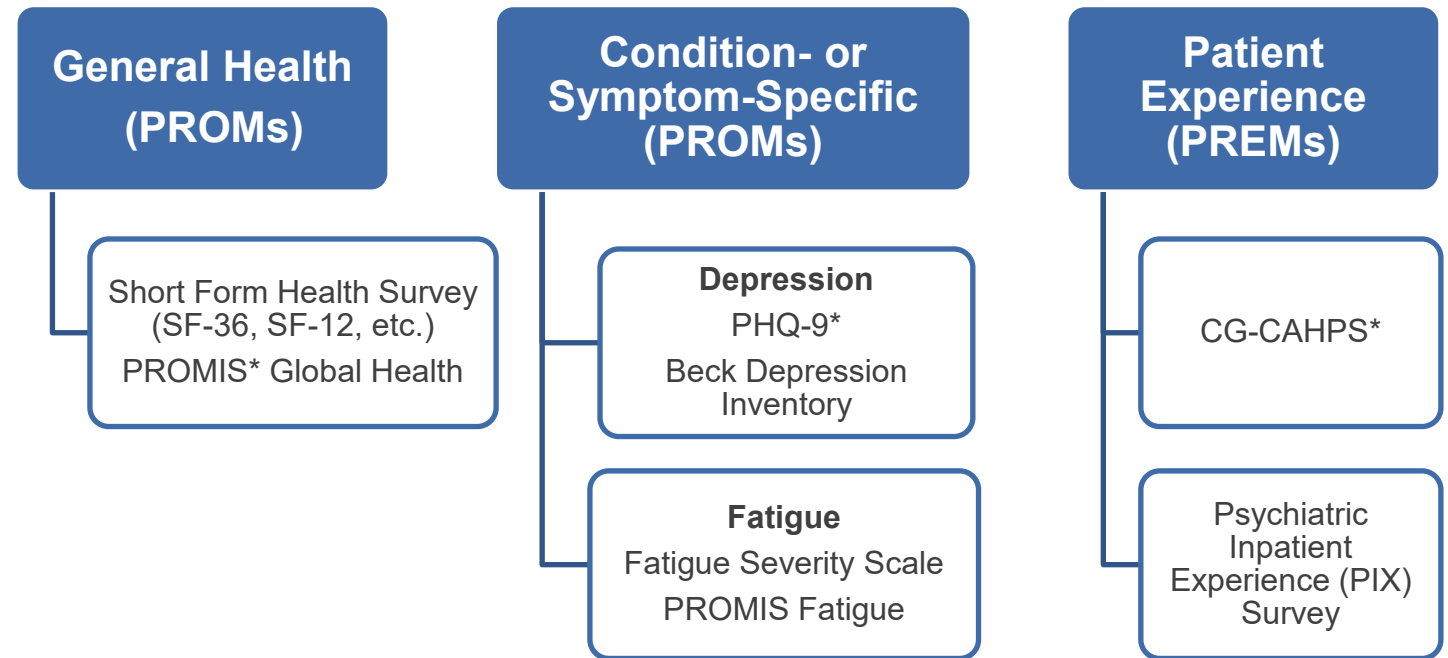 General Health
(PROMs)
Short Form Health Survey
(SF-36, SF-12, etc.)
PROMIS* Global Health
Condition- or
Symptom-Specific
(PROMs)
Depression
PHQ-9*
Beck Depression
Inventory
Fatigue
Fatigue Severity Scale
PROMIS Fatigue
Patient
Experience
(PREMs)
CG-CAHPS*
Psychiatric
Inpatient
Experience (PIX)
Survey